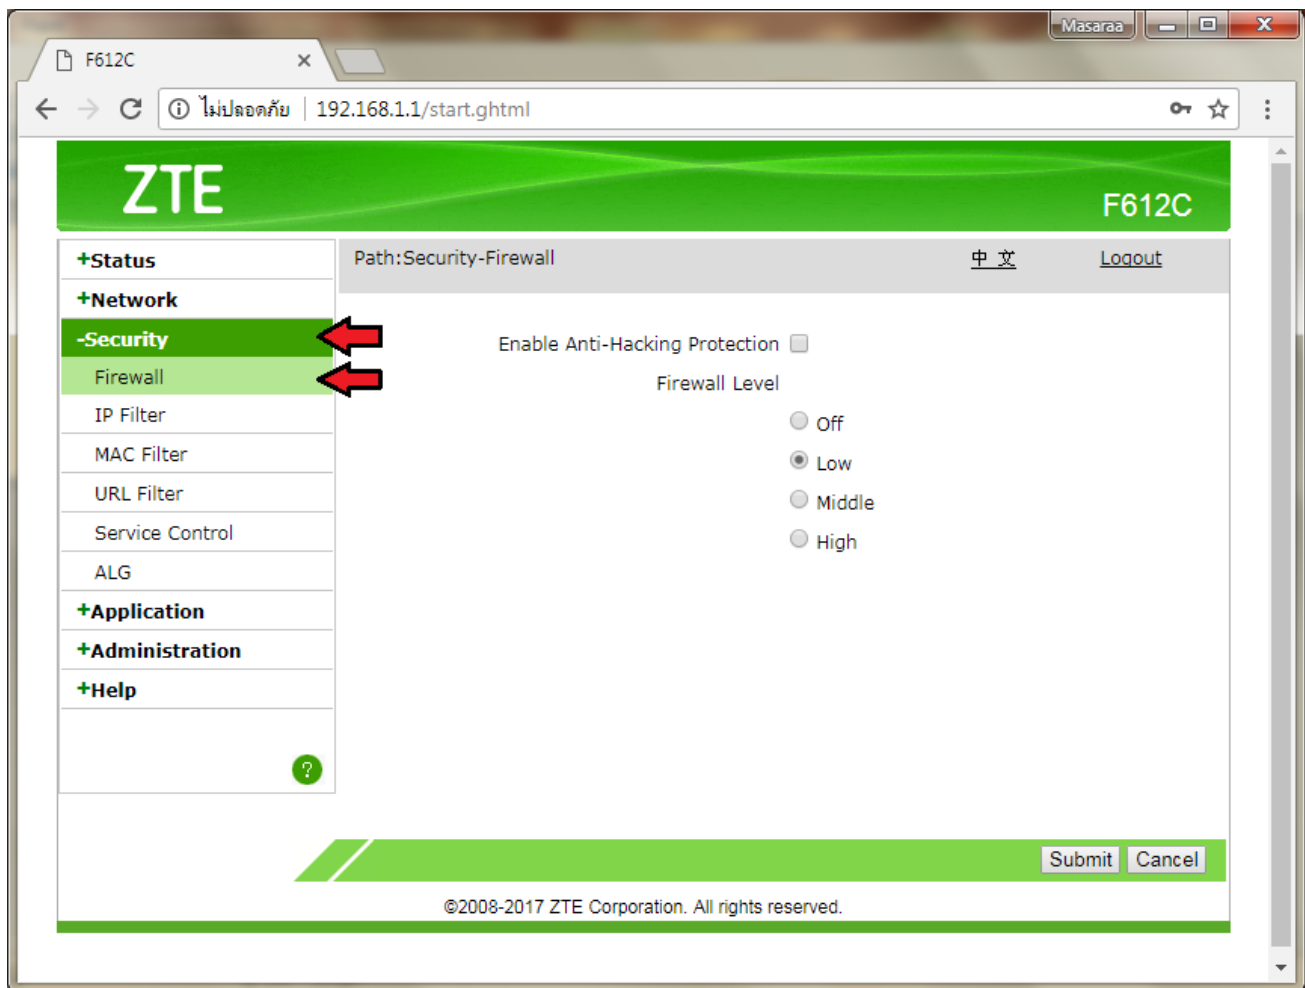 Masaraa
F612C
ไม่ปลอดภัย | 192.168.1.1/start.ghtml
ZTE
F612C
+Status
Path:Security-Firewall 中文 Logout
+Network
-Security
Enable Anti-Hacking Protection
Firewall
Firewall Level
IP Filter
Off
MAC Filter
Low
URL Filter
Middle
Service Control
High
ALG
+Application
+Administration
+Help
?
Submit Cancel
©2008-2017 ZTE Corporation. All rights reserved.